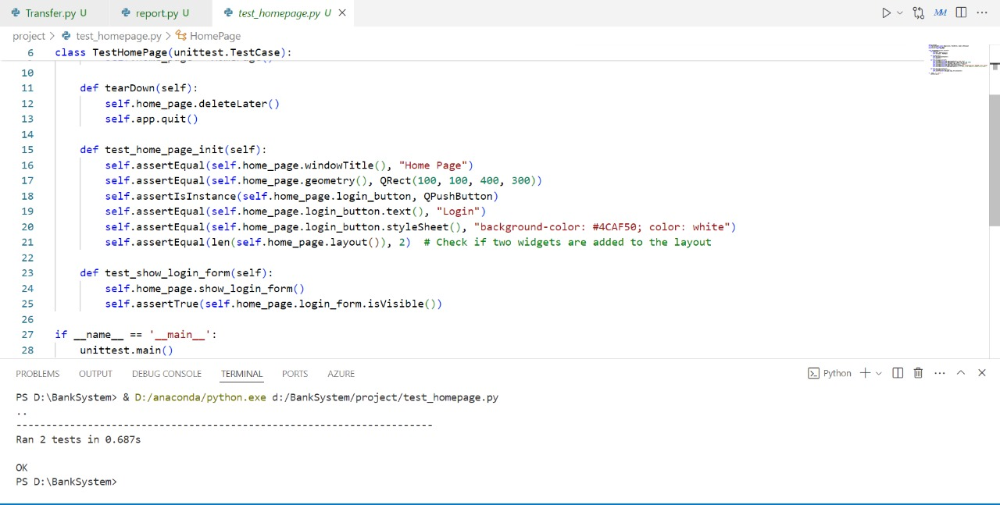 Transfer.py U report.py U test_homepage.py U
project > test_homepage.py > HomePage
6 class TestHomePage(unittest.TestCase):
10
11 def tearDown(self):
12 self.home_page.deleteLater()
13 self.app.quit()
14
15 def test_home_page_init(self):
16 self.assertEqual(self.home_page.windowTitle(), "Home Page")
17 self.assertEqual(self.home_page.geometry(), QRect(100, 100, 400, 300))
18 self.assertIsInstance(self.home_page.login_button, QPushButton)
19 self.assertEqual(self.home_page.login_button.text(), "Login")
20 self.assertEqual(self.home_page.login_button.styleSheet(), "background-color: #4CAF50; color: white")
21 self.assertEqual(len(self.home_page.layout()), 2)  # Check if two widgets are added to the layout
22
23 def test_show_login_form(self):
24 self.home_page.show_login_form()
25 self.assertTrue(self.home_page.login_form.isVisible())
26
27 if __name__ == '__main__':
28 unittest.main()
PROBLEMS OUTPUT DEBUG CONSOLE TERMINAL PORTS AZURE Python
PS D:\BankSystem> & D:/anaconda/python.exe d:/BankSystem/project/test_homepage.py
..
----------------------------------------------------------------------
Ran 2 tests in 0.687s
OK
PS D:\BankSystem>